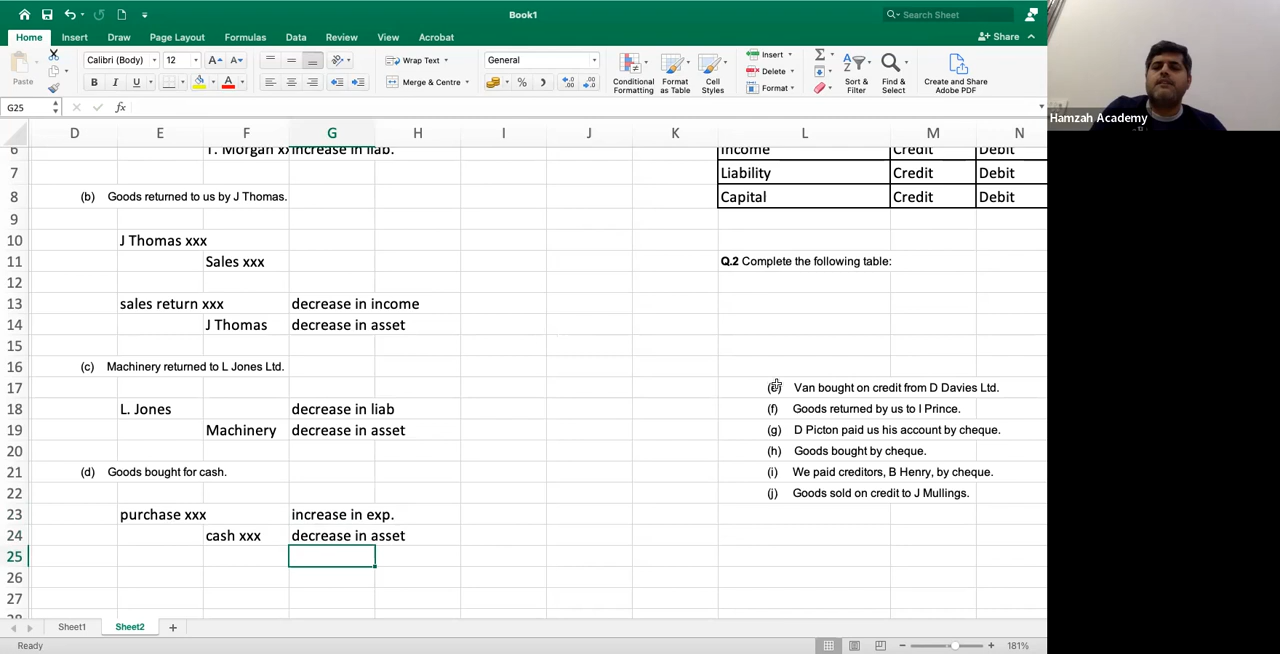 Book1
Search Sheet
Home Insert Draw Page Layout Formulas Data Review View Acrobat
Share
Paste
Calibri (Body) 12
Wrap Text
General
B I U
Merge & Centre
Conditional Formatting
Format as Table
Cell Styles
Insert
Delete
Format
Sort & Filter
Find & Select
Create and Share Adobe PDF
Hamzah Academy
G25
fx
D E F G H I J K L M N
6 T. Morgan xx increase in liab. Income Credit Debit
7 Liability Credit Debit
8 (b) Goods returned to us by J Thomas. Capital Credit Debit
9
10 J Thomas xxx
11 Sales xxx Q.2 Complete the following table:
12
13 sales return xxx decrease in income
14 J Thomas decrease in asset
15
16 (c) Machinery returned to L Jones Ltd.
17 (e) Van bought on credit from D Davies Ltd.
18 L. Jones decrease in liab (f) Goods returned by us to I Prince.
19 Machinery decrease in asset (g) D Picton paid us his account by cheque.
20 (h) Goods bought by cheque.
21 (d) Goods bought for cash. (i) We paid creditors, B Henry, by cheque.
22 (j) Goods sold on credit to J Mullings.
23 purchase xxx increase in exp.
24 cash xxx decrease in asset
25
26
27
28
Sheet1 Sheet2 +
Ready
181%